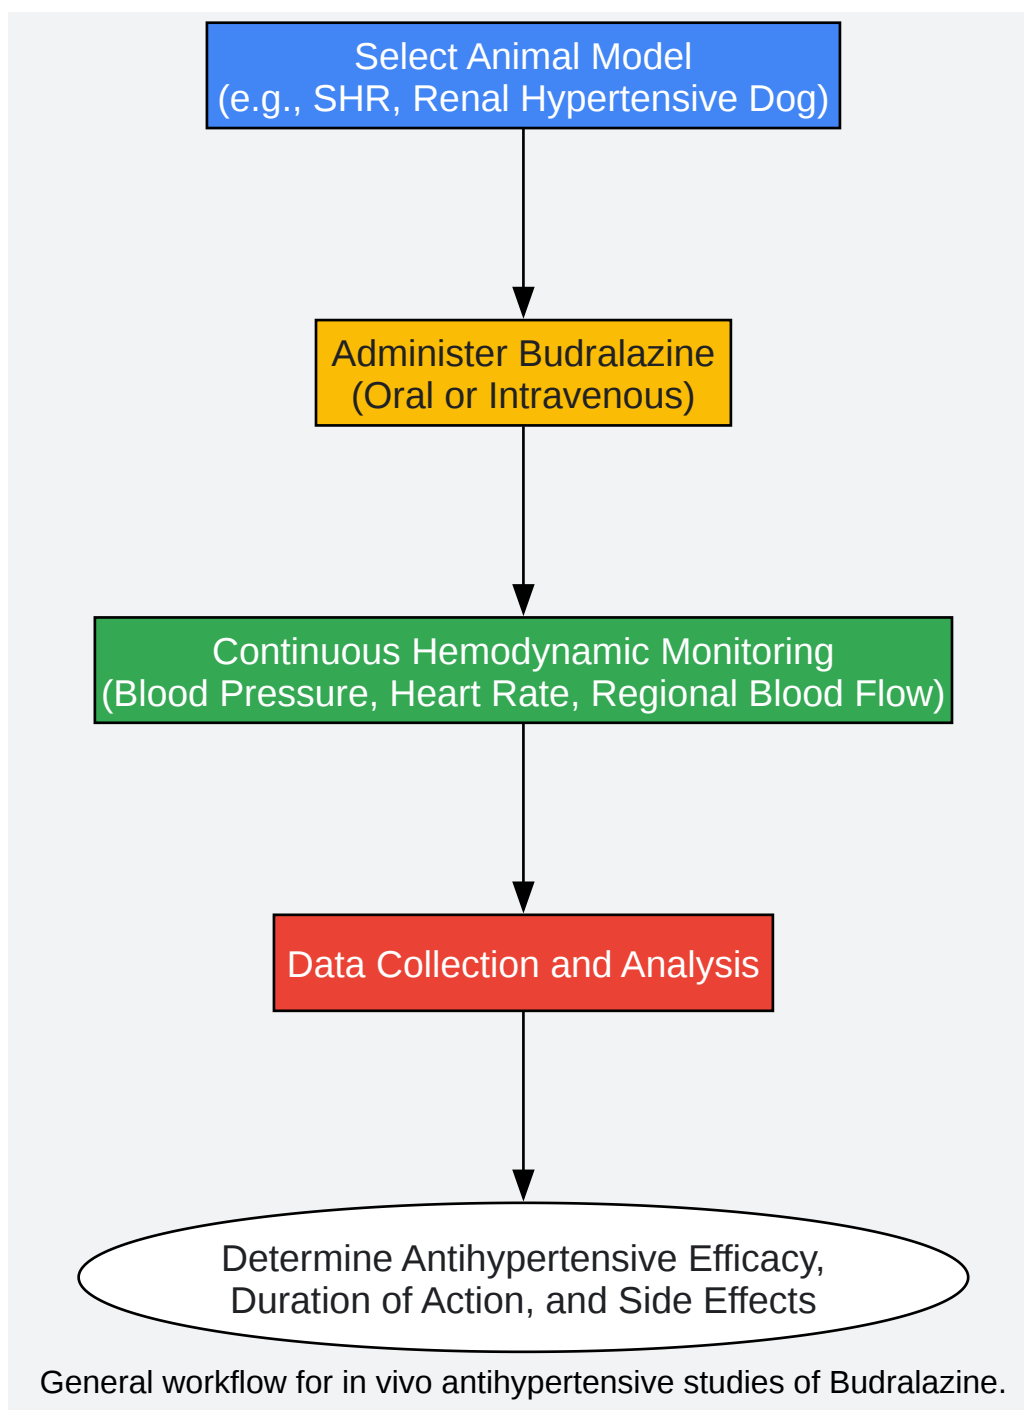 Select Animal Model
(e.g., SHR, Renal Hypertensive Dog)
Administer Budralazine
(Oral or Intravenous)
Continuous Hemodynamic Monitoring
(Blood Pressure, Heart Rate, Regional Blood Flow)
Data Collection and Analysis
Determine Antihypertensive Efficacy,
Duration of Action, and Side Effects
General workflow for in vivo antihypertensive studies of Budralazine.